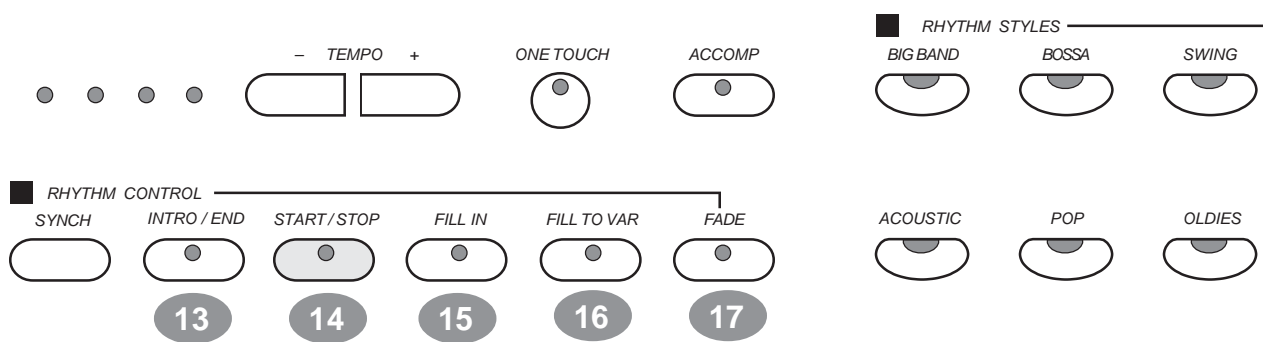 RHYTHM STYLES
– TEMPO + ONE TOUCH ACCOMP BIG BAND BOSSA SWING
RHYTHM CONTROL
SYNCH INTRO / END START / STOP FILL IN FILL TO VAR FADE ACOUSTIC POP OLDIES
13 14 15 16 17